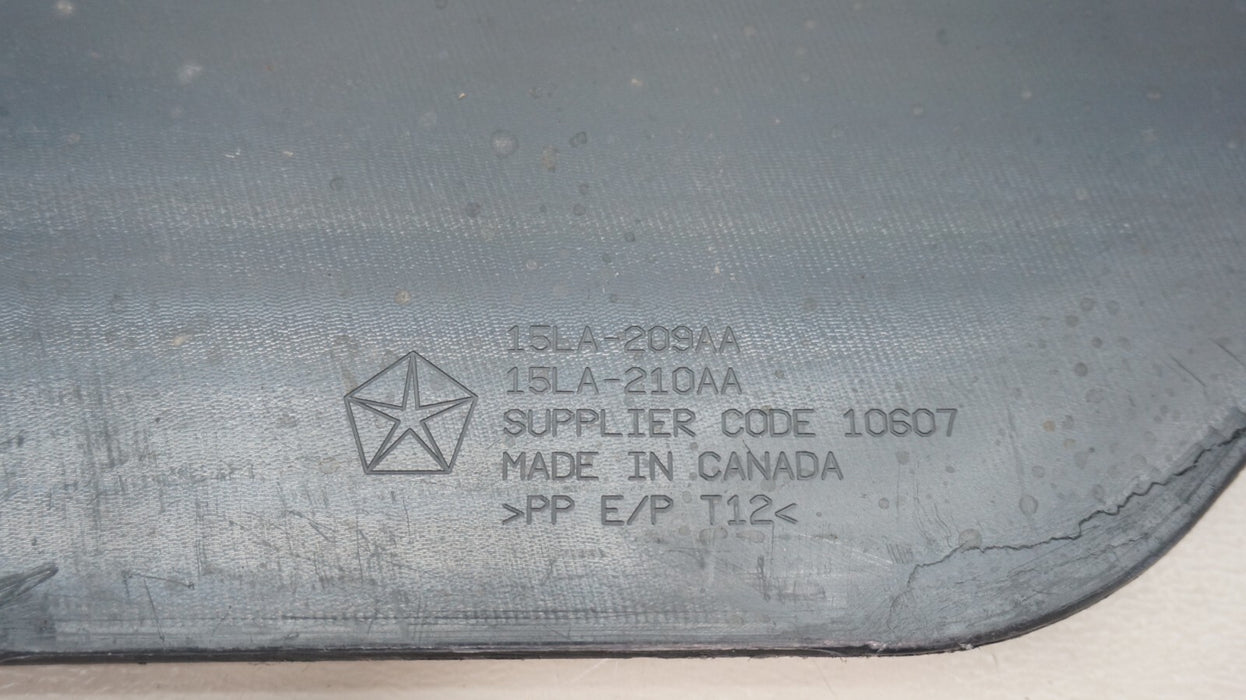 15LA-209AA
15LA-210AA
SUPPLIER CODE 10607
MADE IN CANADA
>PP E/P T12<